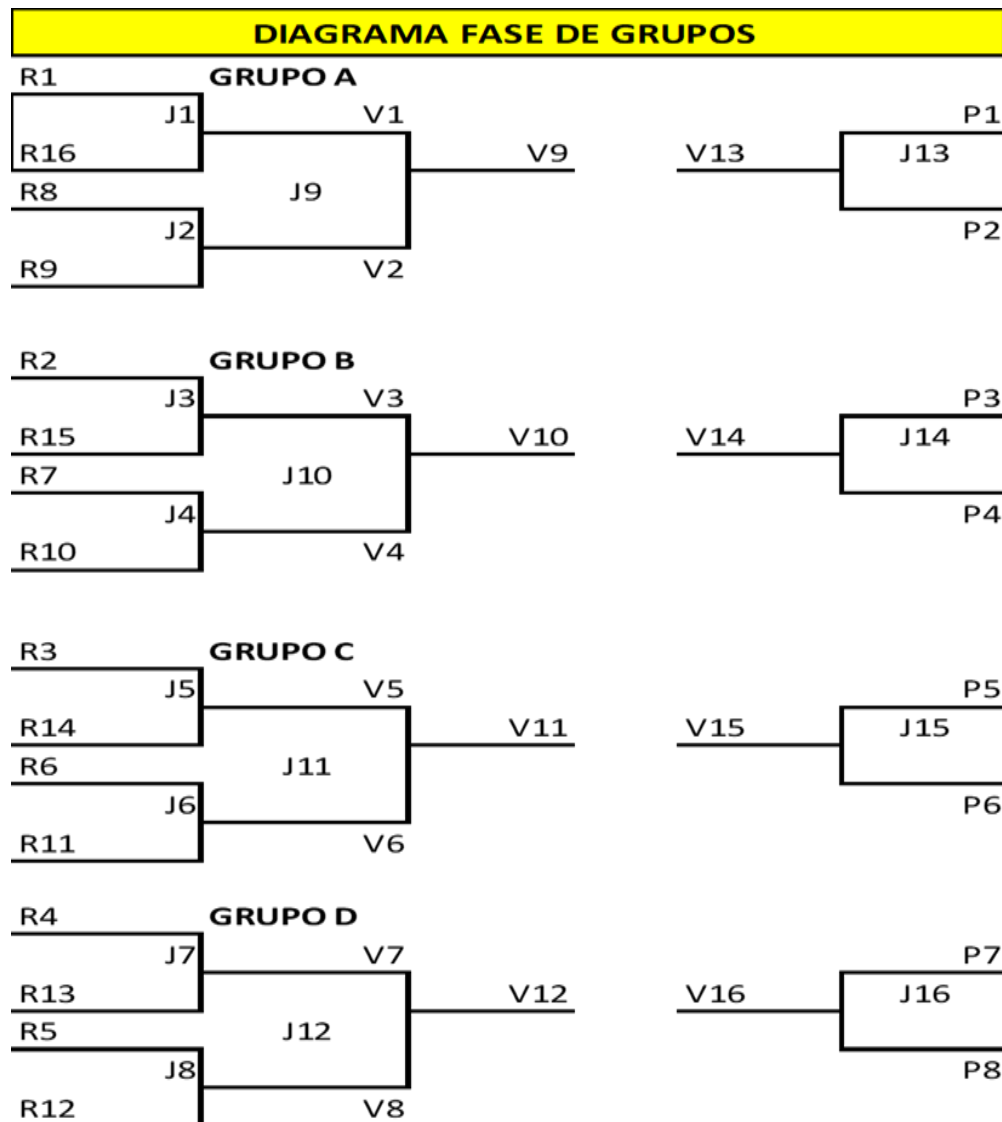 DIAGRAMA FASE DE GRUPOS
R1 GRUPO A
J1 V1 P1
R16 V9 V13 J13
R8 J9
J2 P2
R9 V2
R2 GRUPO B
J3 V3 P3
R15 V10 V14 J14
R7 J10
J4 P4
R10 V4
R3 GRUPO C
J5 V5 P5
R14 V11 V15 J15
R6 J11
J6 P6
R11 V6
R4 GRUPO D
J7 V7 P7
R13 V12 V16 J16
R5 J12
J8 P8
R12 V8